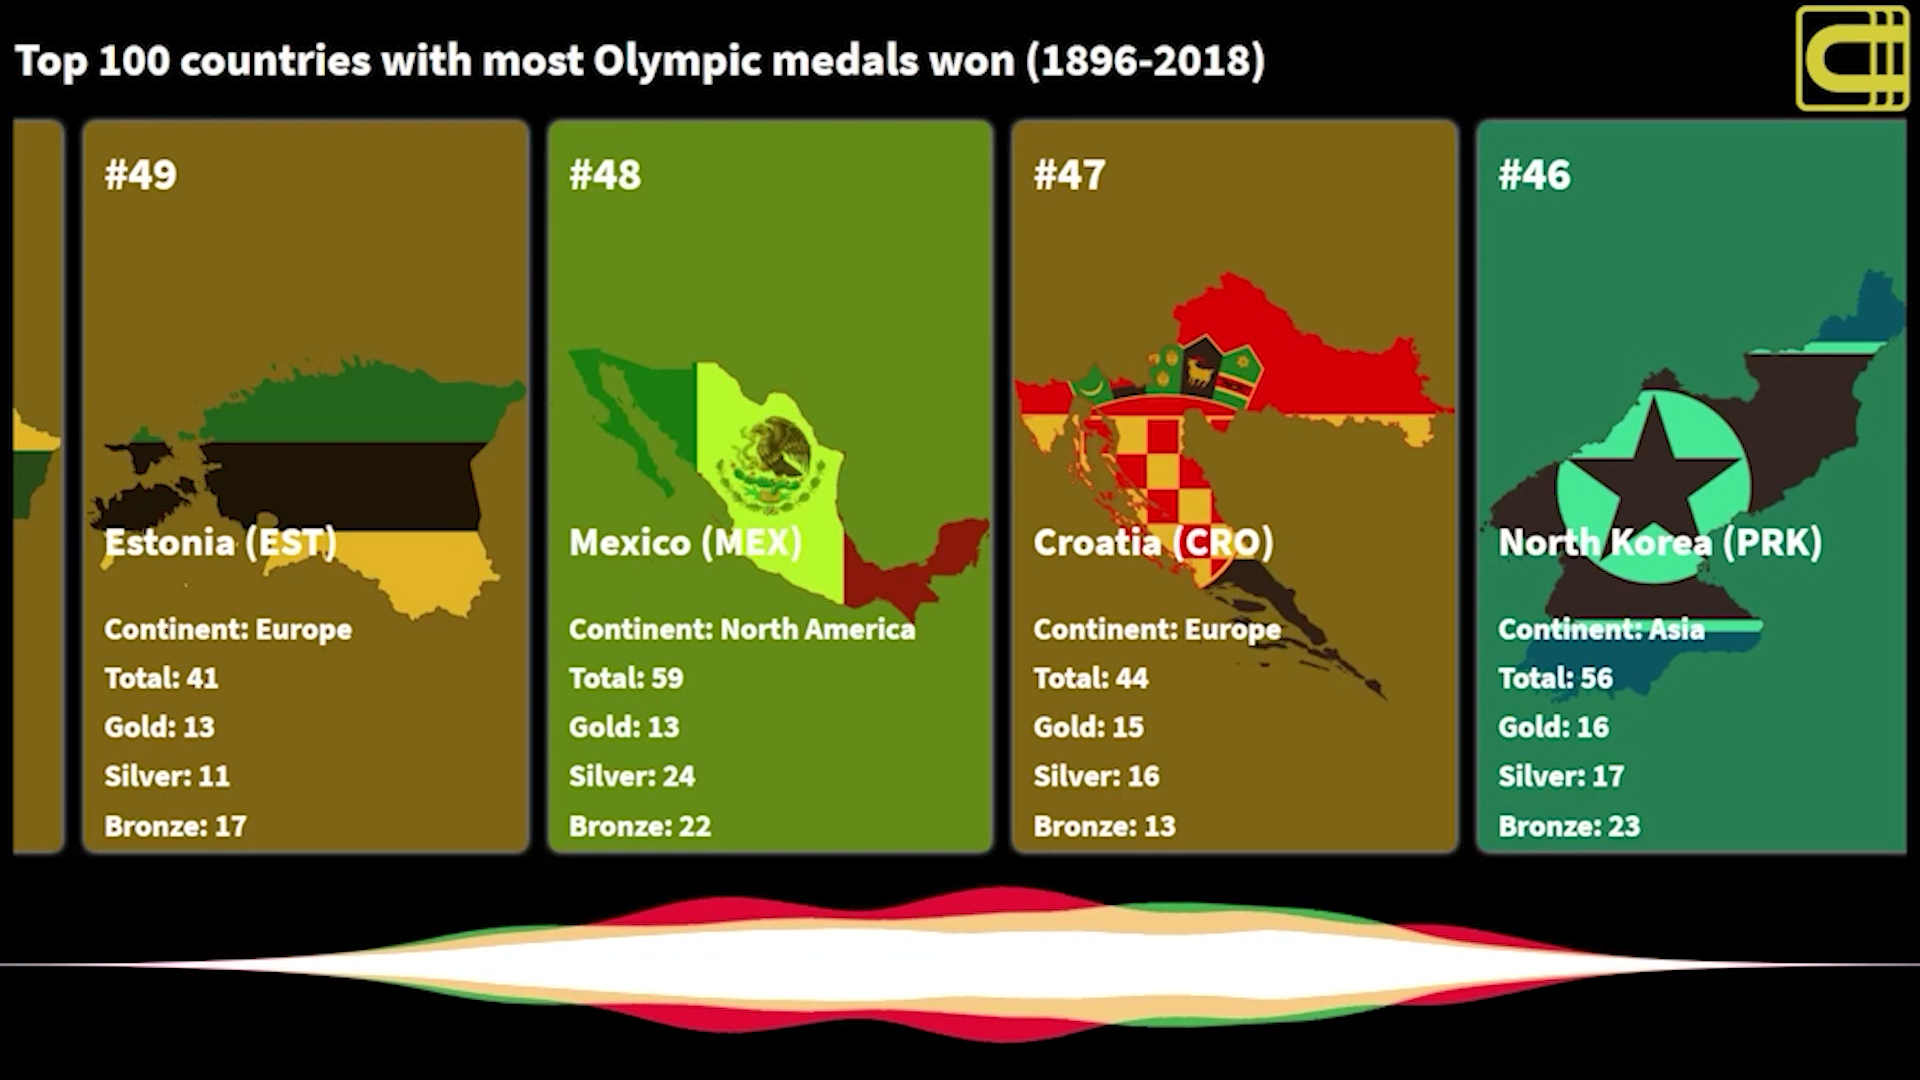 Top 100 countries with most Olympic medals won (1896-2018)
#49
Estonia (EST)
Continent: Europe
Total: 41
Gold: 13
Silver: 11
Bronze: 17
#48
Mexico (MEX)
Continent: North America
Total: 59
Gold: 13
Silver: 24
Bronze: 22
#47
Croatia (CRO)
Continent: Europe
Total: 44
Gold: 15
Silver: 16
Bronze: 13
#46
North Korea (PRK)
Continent: Asia
Total: 56
Gold: 16
Silver: 17
Bronze: 23